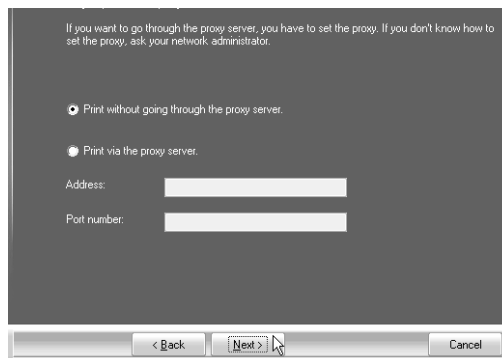 If you want to go through the proxy server, you have to set the proxy. If you don't know how to
set the proxy, ask your network administrator.
Print without going through the proxy server.
Print via the proxy server.
Address:
Port number:
< Back
Next >
Cancel